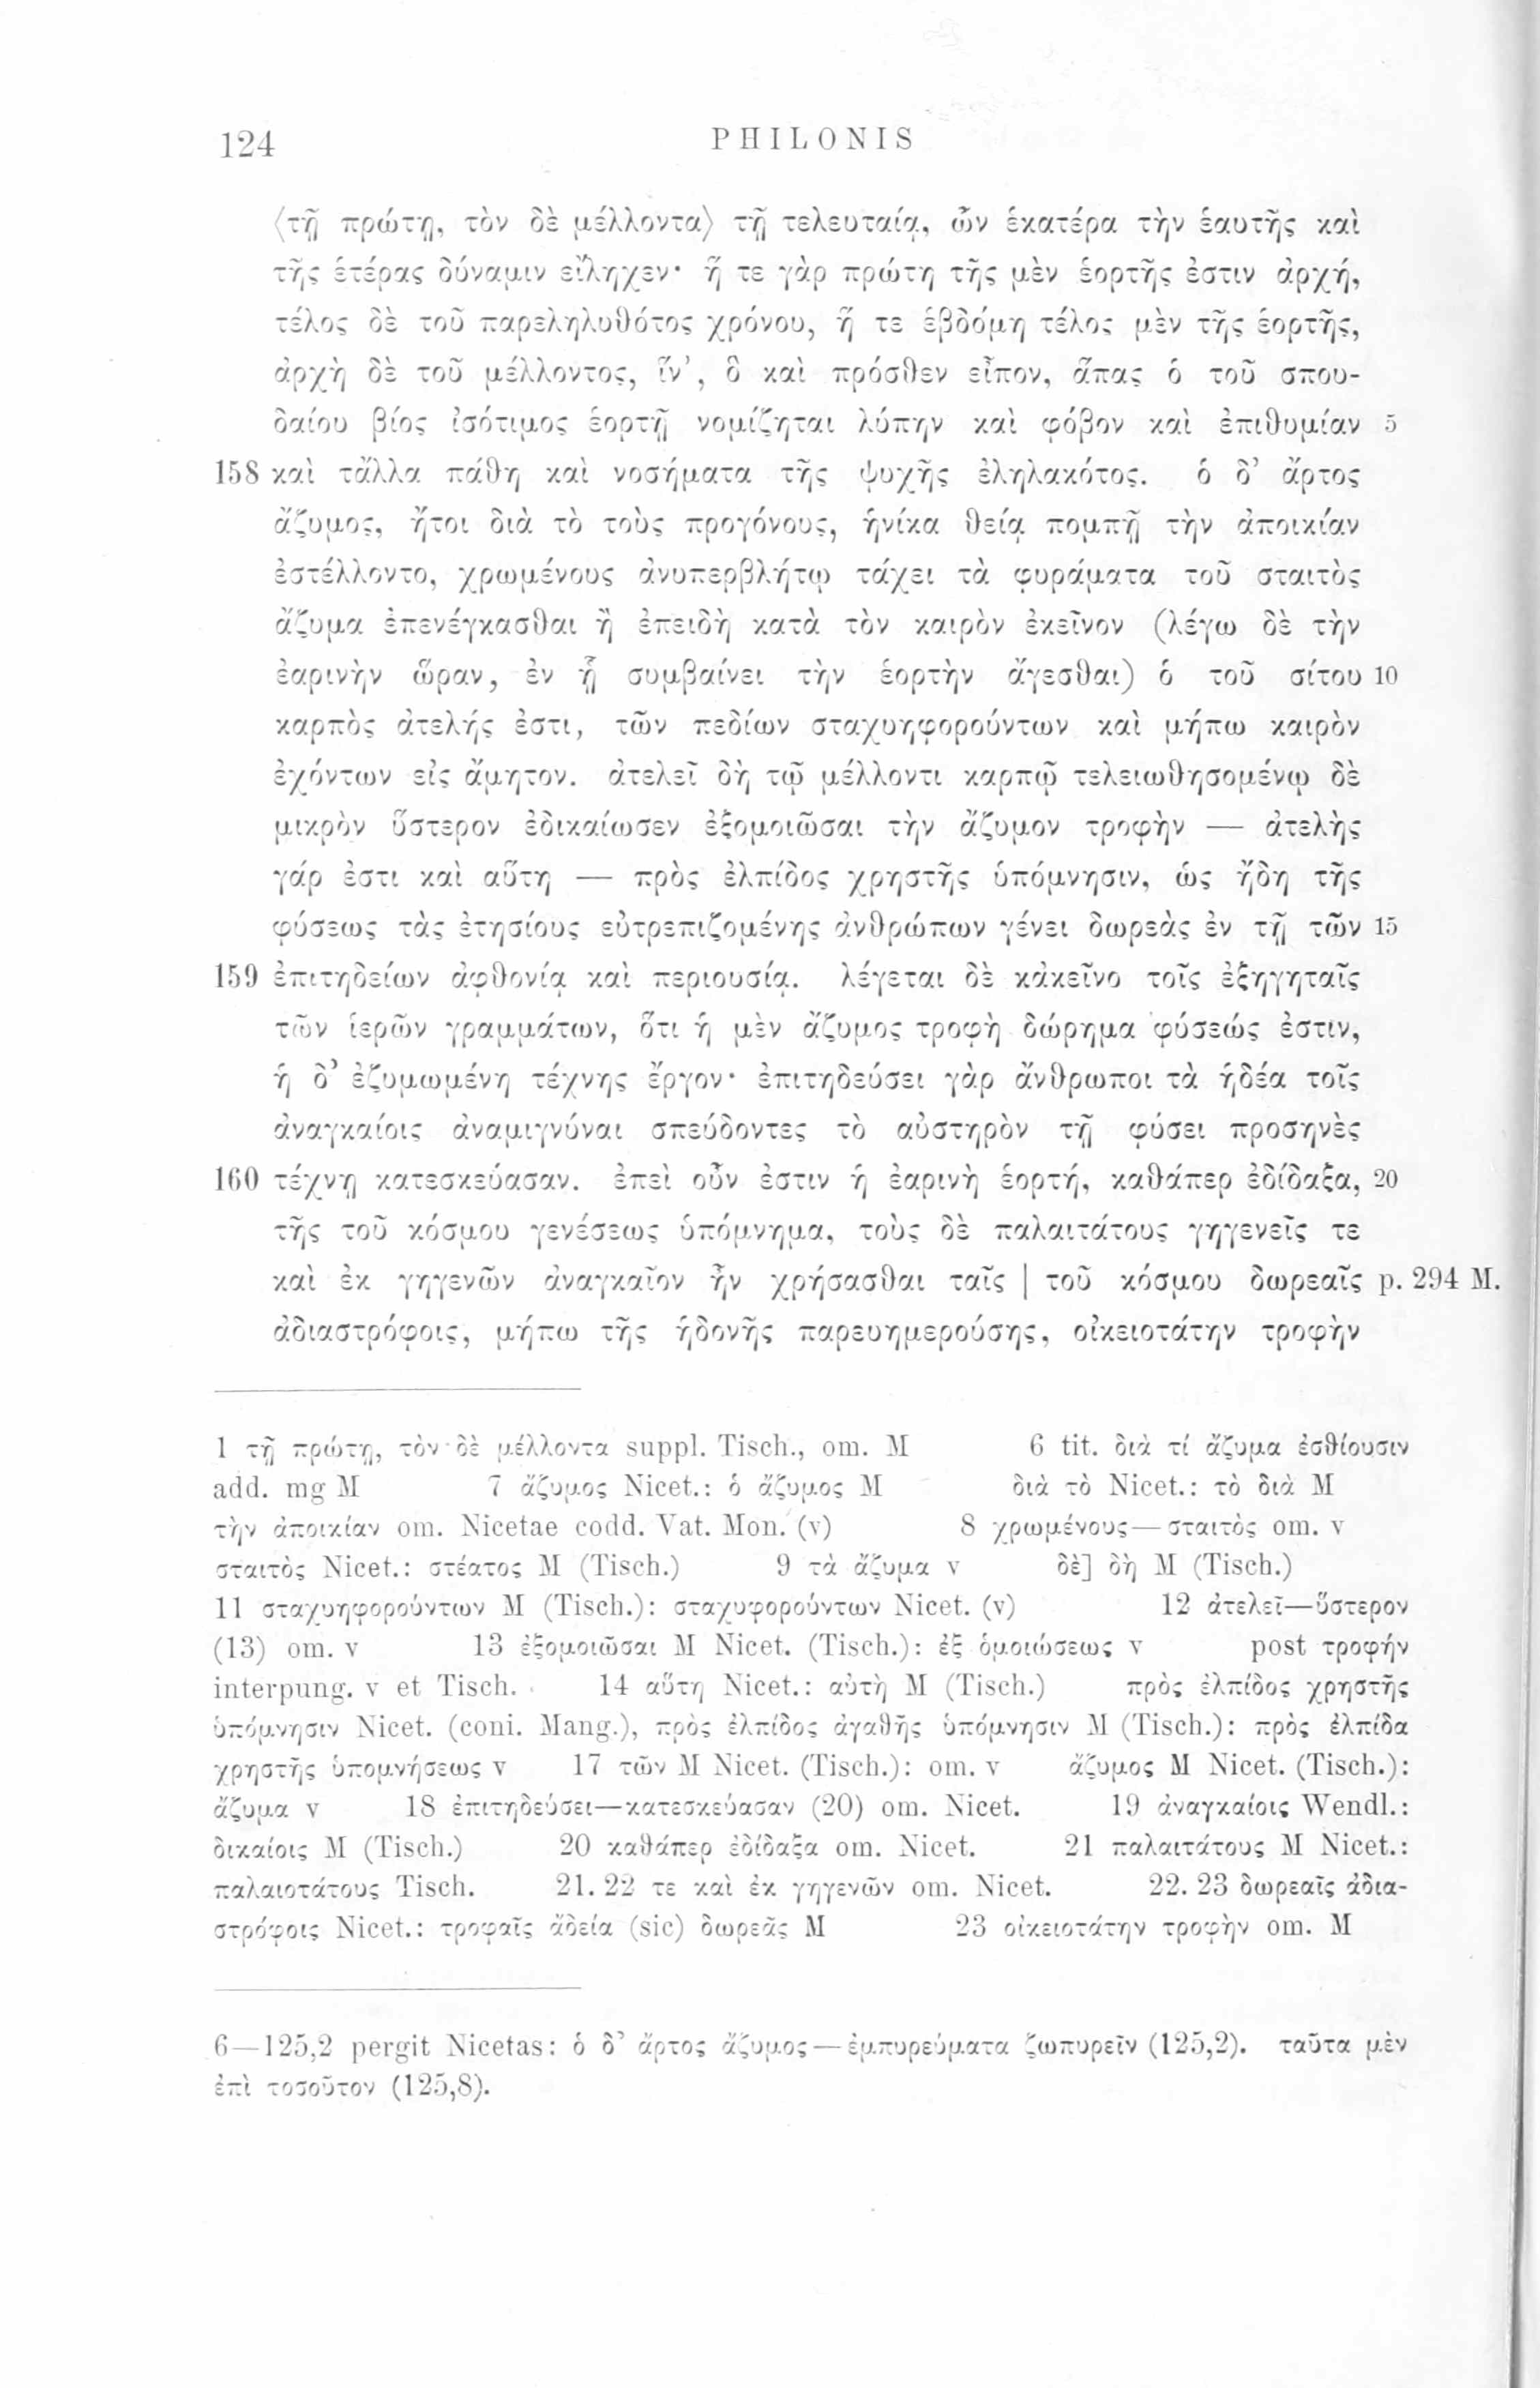 124
PHILONIS
⟨τῇ πρώτῃ, τὸν δὲ μέλλοντα⟩ τῇ τελευταίᾳ, ὧν ἑκατέρα τὴν ἑαυτῆς καὶ
τῆς ἑτέρας δύναμιν εἴληχεν· ἥ τε γὰρ πρώτη τῆς μὲν ἑορτῆς ἐστιν ἀρχή,
τέλος δὲ τοῦ παρεληλυθότος χρόνου, ἥ τε ἑβδόμη τέλος μὲν τῆς ἑορτῆς,
ἀρχὴ δὲ τοῦ μέλλοντος, ἵν’, ὃ καὶ πρόσθεν εἶπον, ἅπας ὁ τοῦ σπου-
δαίου βίος ἰσότιμος ἑορτῇ νομίζηται λύπην καὶ φόβον καὶ ἐπιθυμίαν 5
158 καὶ τἄλλα πάθη καὶ νοσήματα τῆς ψυχῆς ἐληλακότος. ὁ δ’ ἄρτος
ἄζυμος, ἤτοι διὰ τὸ τοὺς προγόνους, ἡνίκα θείᾳ πομπῇ τὴν ἀποικίαν
ἐστέλλοντο, χρωμένους ἀνυπερβλήτῳ τάχει τὰ φυράματα τοῦ σταιτὸς
ἄζυμα ἐπενέγκασθαι ἢ ἐπειδὴ κατὰ τὸν καιρὸν ἐκεῖνον (λέγω δὲ τὴν
ἐαρινὴν ὥραν, ἐν ᾗ συμβαίνει τὴν ἑορτὴν ἄγεσθαι) ὁ τοῦ σίτου 10
καρπὸς ἀτελής ἐστι, τῶν πεδίων σταχυηφορούντων καὶ μήπω καιρὸν
ἐχόντων εἰς ἄμητον. ἀτελεῖ δὴ τῷ μέλλοντι καρπῷ τελειωθησομένῳ δὲ
μικρὸν ὕστερον ἐδικαίωσεν ἐξομοιῶσαι τὴν ἄζυμον τροφὴν — ἀτελὴς
γάρ ἐστι καὶ αὕτη — πρὸς ἐλπίδος χρηστῆς ὑπόμνησιν, ὡς ἤδη τῆς
φύσεως τὰς ἐτησίους εὐτρεπιζομένης ἀνθρώπων γένει δωρεὰς ἐν τῇ τῶν 15
159 ἐπιτηδείων ἀφθονίᾳ καὶ περιουσίᾳ. λέγεται δὲ κἀκεῖνο τοῖς ἐξηγηταῖς
τῶν ἱερῶν γραμμάτων, ὅτι ἡ μὲν ἄζυμος τροφὴ δώρημα φύσεώς ἐστιν,
ἡ δ’ ἐζυμωμένη τέχνης ἔργον· ἐπιτηδεύσει γὰρ ἄνθρωποι τὰ ἡδέα τοῖς
ἀναγκαίοις ἀναμιγνύναι σπεύδοντες τὸ αὐστηρὸν τῇ φύσει προσηνὲς
160 τέχνῃ κατεσκεύασαν. ἐπεὶ οὖν ἐστιν ἡ ἐαρινὴ ἑορτή, καθάπερ ἐδίδαξα, 20
τῆς τοῦ κόσμου γενέσεως ὑπόμνημα, τοὺς δὲ παλαιτάτους γηγενεῖς τε
καὶ ἐκ γηγενῶν ἀναγκαῖον ἦν χρήσασθαι ταῖς | τοῦ κόσμου δωρεαῖς p. 294 M.
ἀδιαστρόφοις, μήπω τῆς ἡδονῆς παρευημερούσης, οἰκειοτάτην τροφὴν
1 τῇ πρώτῃ, τὸν δὲ μέλλοντα suppl. Tisch., om. M 6 tit. διὰ τί ἄζυμα ἐσθίουσιν
add. mg M 7 ἄζυμος Nicet.: ὁ ἄζυμος M διὰ τὸ Nicet.: τὸ διὰ M
τὴν ἀποικίαν om. Nicetae codd. Vat. Mon. (v) 8 χρωμένους—σταιτὸς om. v
σταιτὸς Nicet.: στέατος M (Tisch.) 9 τὰ ἄζυμα v δὲ] δὴ M (Tisch.)
11 σταχυηφορούντων M (Tisch.): σταχυφορούντων Nicet. (v) 12 ἀτελεῖ—ὕστερον
(13) om. v 13 ἐξομοιῶσαι M Nicet. (Tisch.): ἐξ ὁμοιώσεως v post τροφήν
interpung. v et Tisch. 14 αὕτη Nicet.: αὐτὴ M (Tisch.) πρὸς ἐλπίδος χρηστῆς
ὑπόμνησιν Nicet. (coni. Mang.), πρὸς ἐλπίδος ἀγαθῆς ὑπόμνησιν M (Tisch.): πρὸς ἐλπίδα
χρηστῆς ὑπομνήσεως v 17 τῶν M Nicet. (Tisch.): om. v ἄζυμος M Nicet. (Tisch.):
ἄζυμα v 18 ἐπιτηδεύσει—κατεσκεύασαν (20) om. Nicet. 19 ἀναγκαίοις Wendl.:
δικαίοις M (Tisch.) 20 καθάπερ ἐδίδαξα om. Nicet. 21 παλαιτάτους M Nicet.:
παλαιοτάτους Tisch. 21. 22 τε καὶ ἐκ γηγενῶν om. Nicet. 22. 23 δωρεαῖς ἀδια-
στρόφοις Nicet.: τροφαῖς ἄδεία (sic) δωρεᾶς M 23 οἰκειοτάτην τροφὴν om. M
6—125,2 pergit Nicetas: ὁ δ’ ἄρτος ἄζυμος—ἐμπυρεύματα ζωπυρεῖν (125,2). ταῦτα μὲν
ἐπὶ τοσοῦτον (125,8).